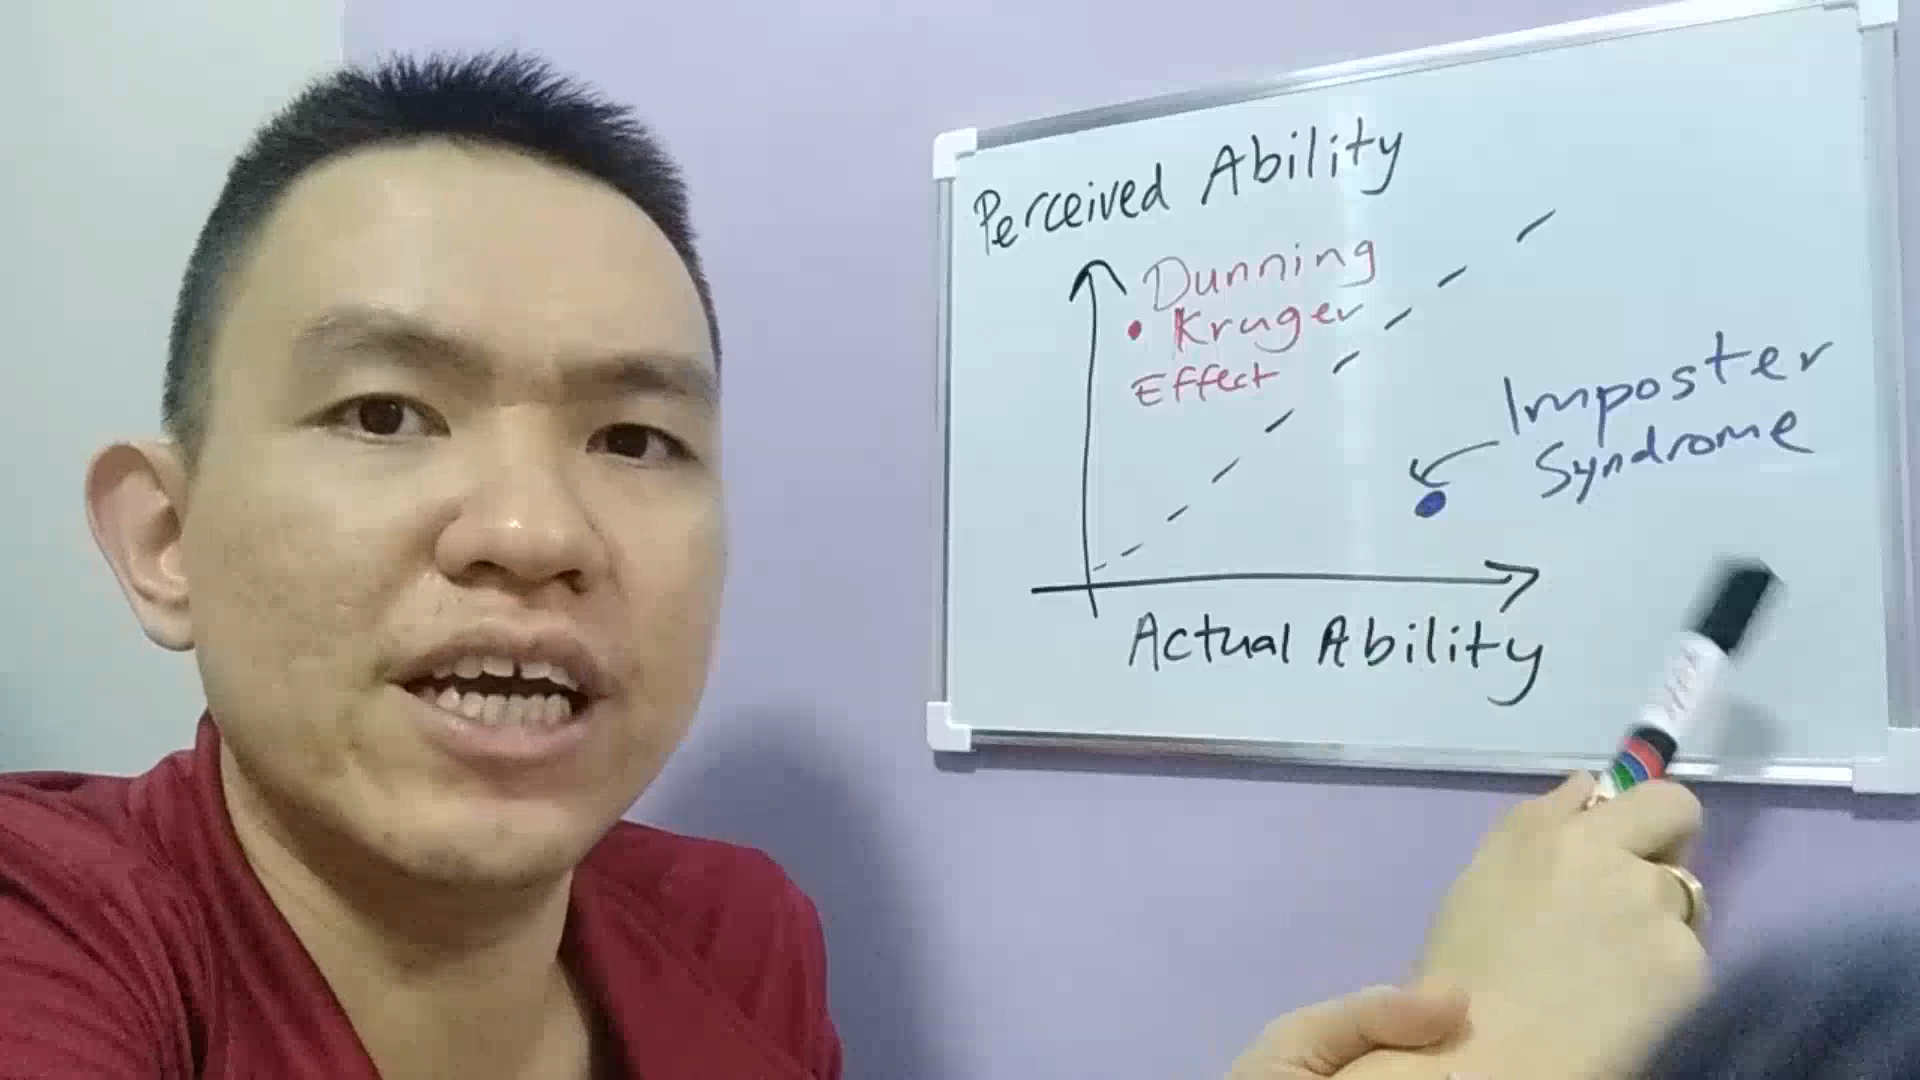 Perceived Ability
Dunning
Kruger
Effect
Imposter
Syndrome
Actual Ability